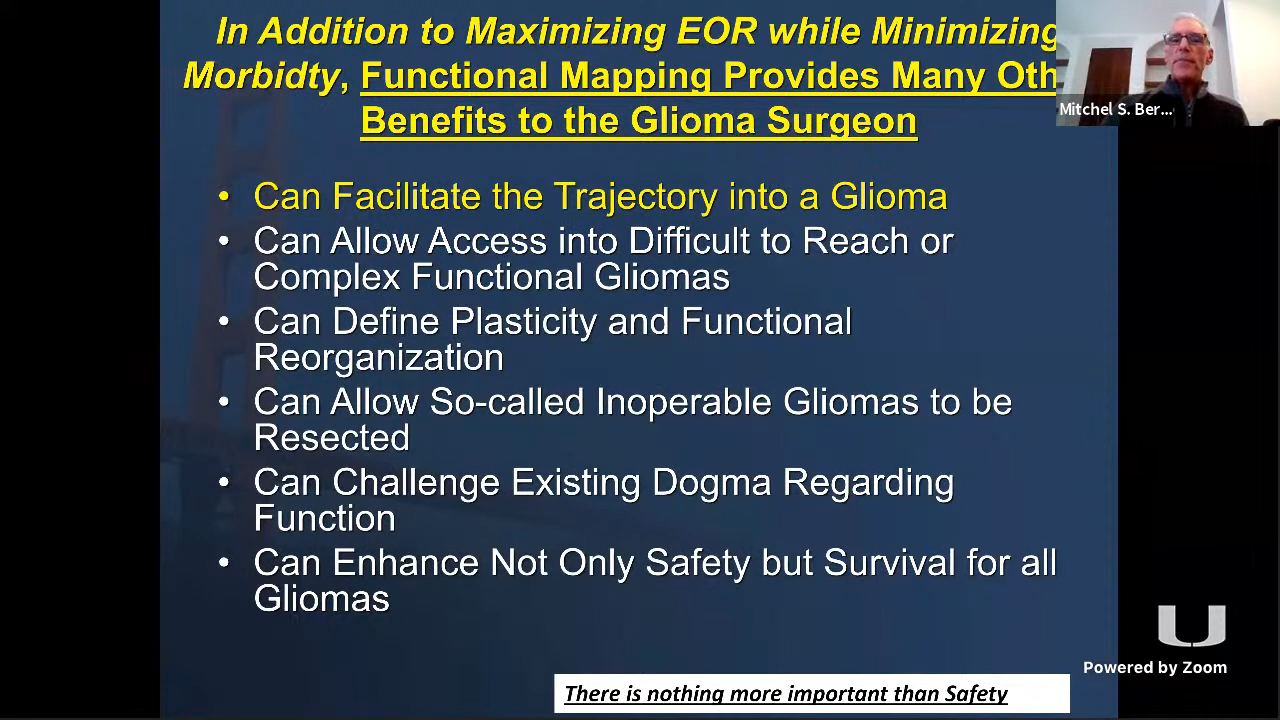 In Addition to Maximizing EOR while Minimizing
Morbidty, Functional Mapping Provides Many Oth
Benefits to the Glioma Surgeon
• Can Facilitate the Trajectory into a Glioma
• Can Allow Access into Difficult to Reach or
Complex Functional Gliomas
• Can Define Plasticity and Functional
Reorganization
• Can Allow So-called Inoperable Gliomas to be
Resected
• Can Challenge Existing Dogma Regarding
Function
• Can Enhance Not Only Safety but Survival for all
Gliomas
There is nothing more important than Safety
Mitchel S. Ber...
U
Powered by Zoom